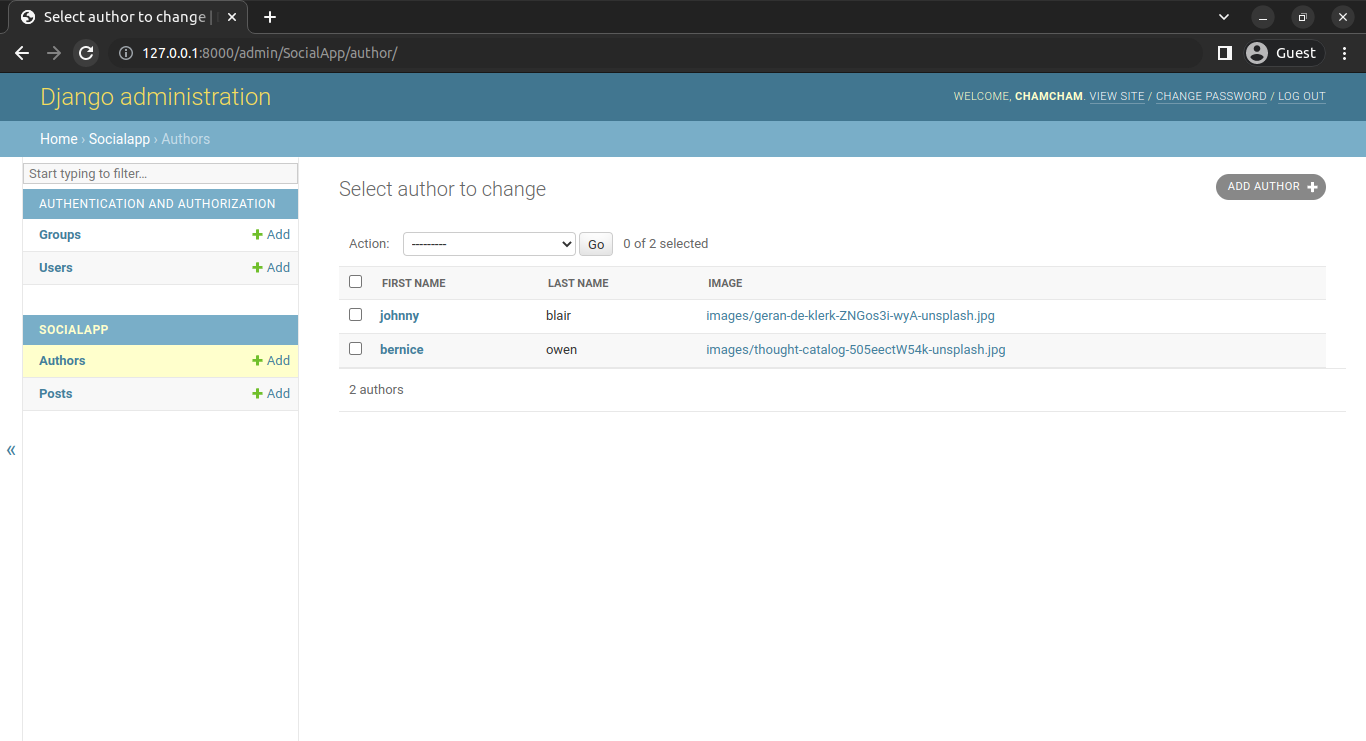 Select author to change |
127.0.0.1:8000/admin/SocialApp/author/
Guest
Django administration
WELCOME, CHAMCHAM. VIEW SITE / CHANGE PASSWORD / LOG OUT
Home › Socialapp › Authors
Start typing to filter...
AUTHENTICATION AND AUTHORIZATION
Groups + Add
Users + Add
SOCIALAPP
Authors + Add
Posts + Add
«
Select author to change
ADD AUTHOR +
Action: --------- Go 0 of 2 selected
FIRST NAME LAST NAME IMAGE
johnny blair images/geran-de-klerk-ZNGos3i-wyA-unsplash.jpg
bernice owen images/thought-catalog-505eectW54k-unsplash.jpg
2 authors